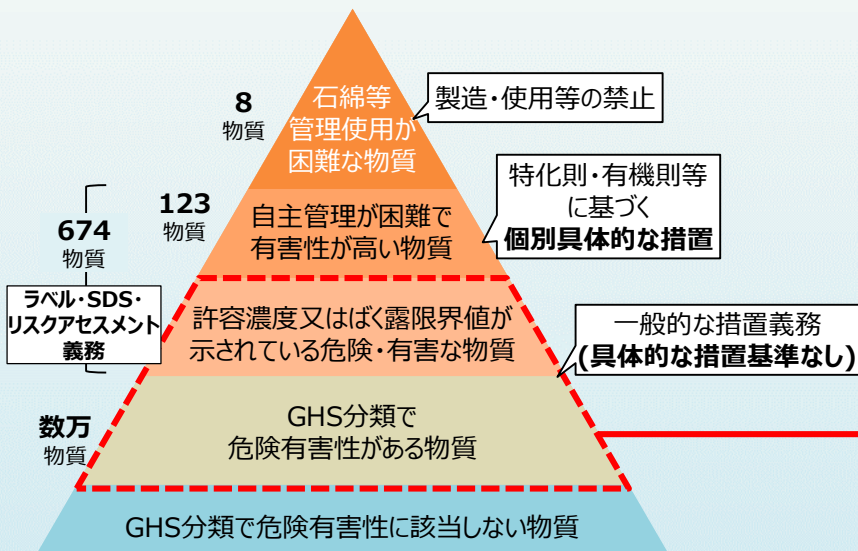 8
物質
石綿等
管理使用が
困難な物質
製造・使用等の禁止
123
物質
自主管理が困難で
有害性が高い物質
特化則・有機則等
に基づく
個別具体的な措置
674
物質
ラベル・SDS・
リスクアセスメント
義務
許容濃度又はばく露限界値が
示されている危険・有害な物質
一般的な措置義務
(具体的な措置基準なし)
数万
物質
GHS分類で
危険有害性がある物質
GHS分類で危険有害性に該当しない物質